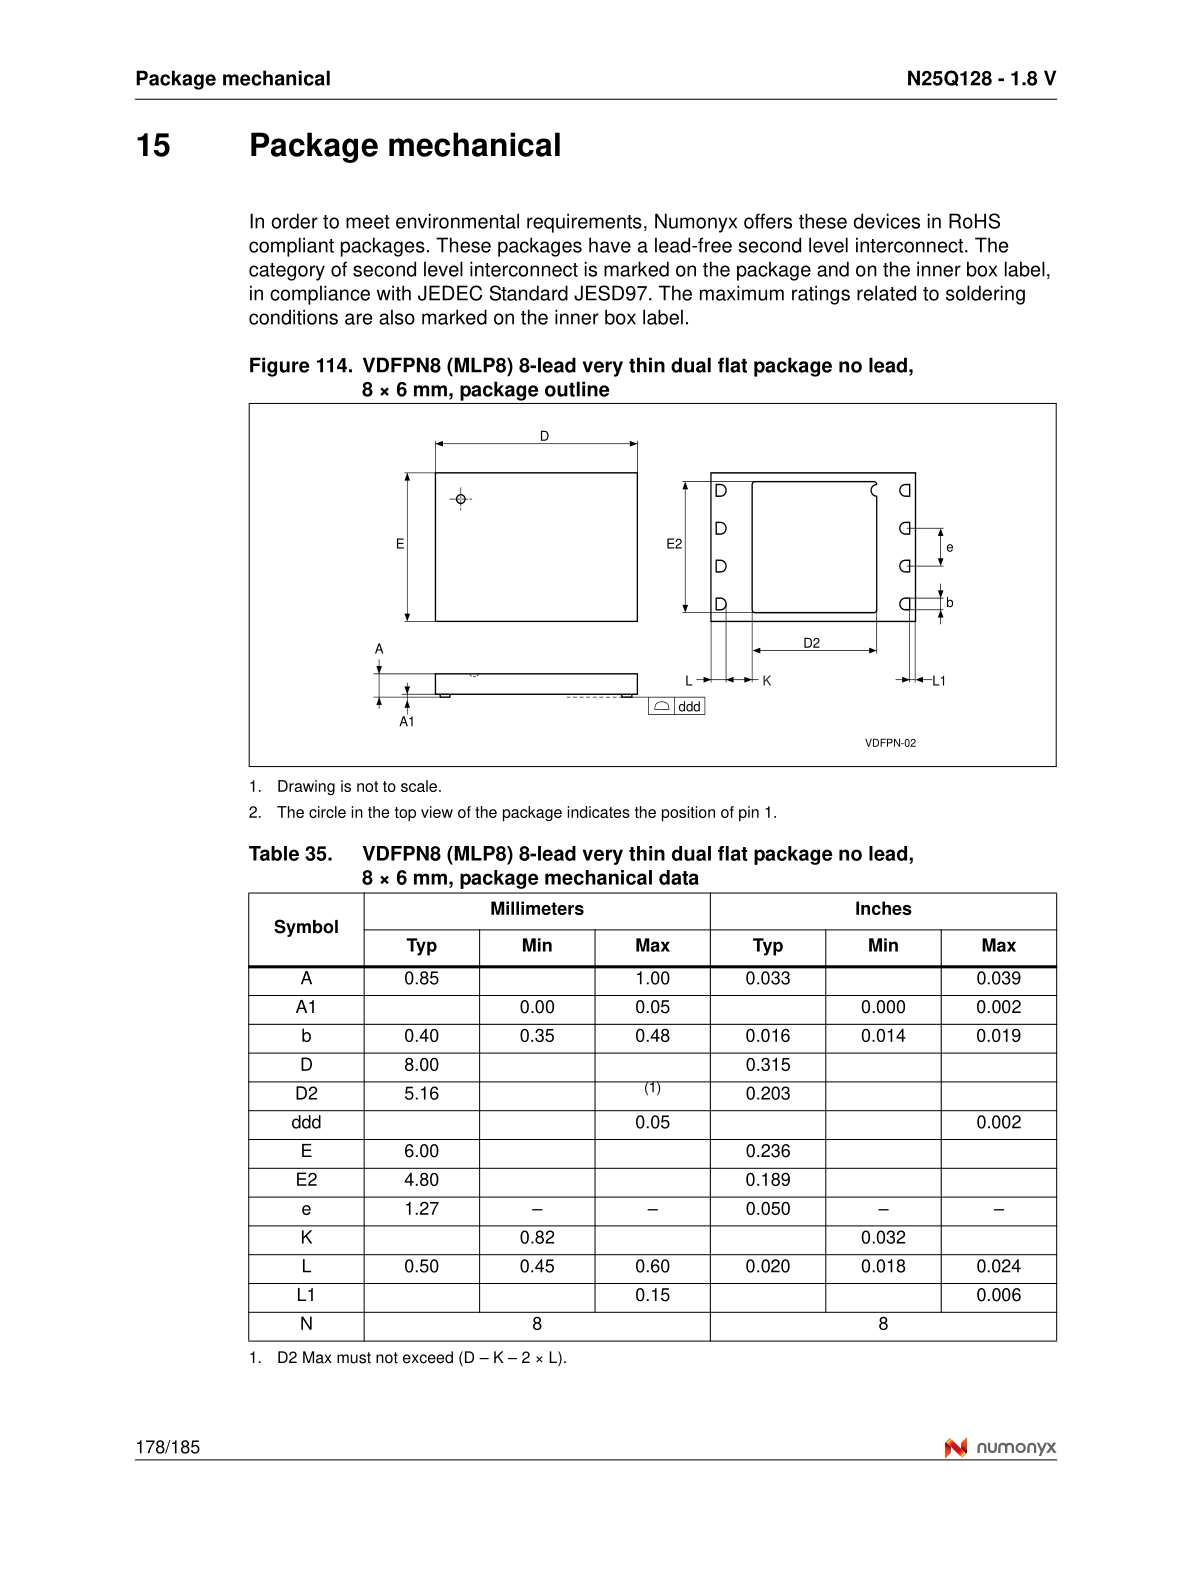 Package mechanical N25Q128 - 1.8 V
15 Package mechanical
In order to meet environmental requirements, Numonyx offers these devices in RoHS
compliant packages. These packages have a lead-free second level interconnect. The
category of second level interconnect is marked on the package and on the inner box label,
in compliance with JEDEC Standard JESD97. The maximum ratings related to soldering
conditions are also marked on the inner box label.
Figure 114. VDFPN8 (MLP8) 8-lead very thin dual flat package no lead,
8 × 6 mm, package outline
D
E
E2
e
b
D2
A
L
K
L1
ddd
A1
VDFPN-02
1. Drawing is not to scale.
2. The circle in the top view of the package indicates the position of pin 1.
Table 35. VDFPN8 (MLP8) 8-lead very thin dual flat package no lead,
8 × 6 mm, package mechanical data
Symbol Millimeters Inches
Typ Min Max Typ Min Max
A 0.85 1.00 0.033 0.039
A1 0.00 0.05 0.000 0.002
b 0.40 0.35 0.48 0.016 0.014 0.019
D 8.00 0.315
D2 5.16 (1) 0.203
ddd 0.05 0.002
E 6.00 0.236
E2 4.80 0.189
e 1.27 – – 0.050 – –
K 0.82 0.032
L 0.50 0.45 0.60 0.020 0.018 0.024
L1 0.15 0.006
N 8 8
1. D2 Max must not exceed (D – K – 2 × L).
178/185 numonyx